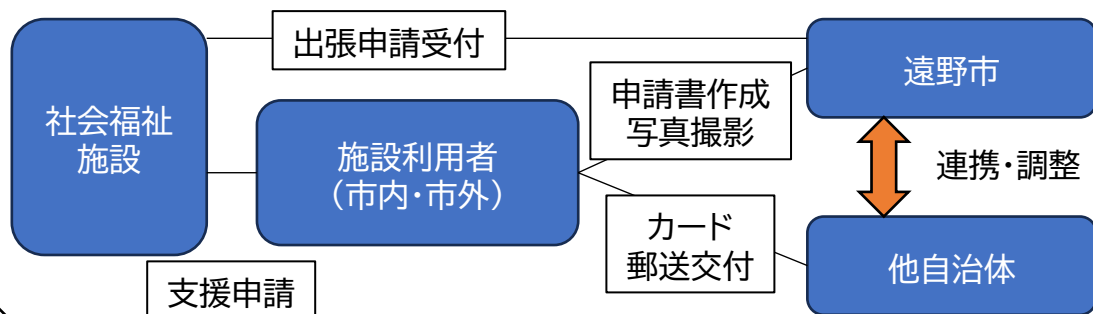 出張申請受付
遠野市
申請書作成
写真撮影
社会福祉
施設
施設利用者
（市内・市外）
連携・調整
カード
郵送交付
他自治体
支援申請